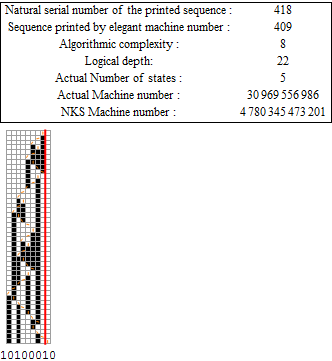 Natural serial number of the printed sequence : 418
Sequence printed by elegant machine number : 409
Algorithmic complexity : 8
Logical depth: 22
Actual Number of states : 5
Actual Machine number : 30 969 556 986
NKS Machine number : 4 780 345 473 201
10100010